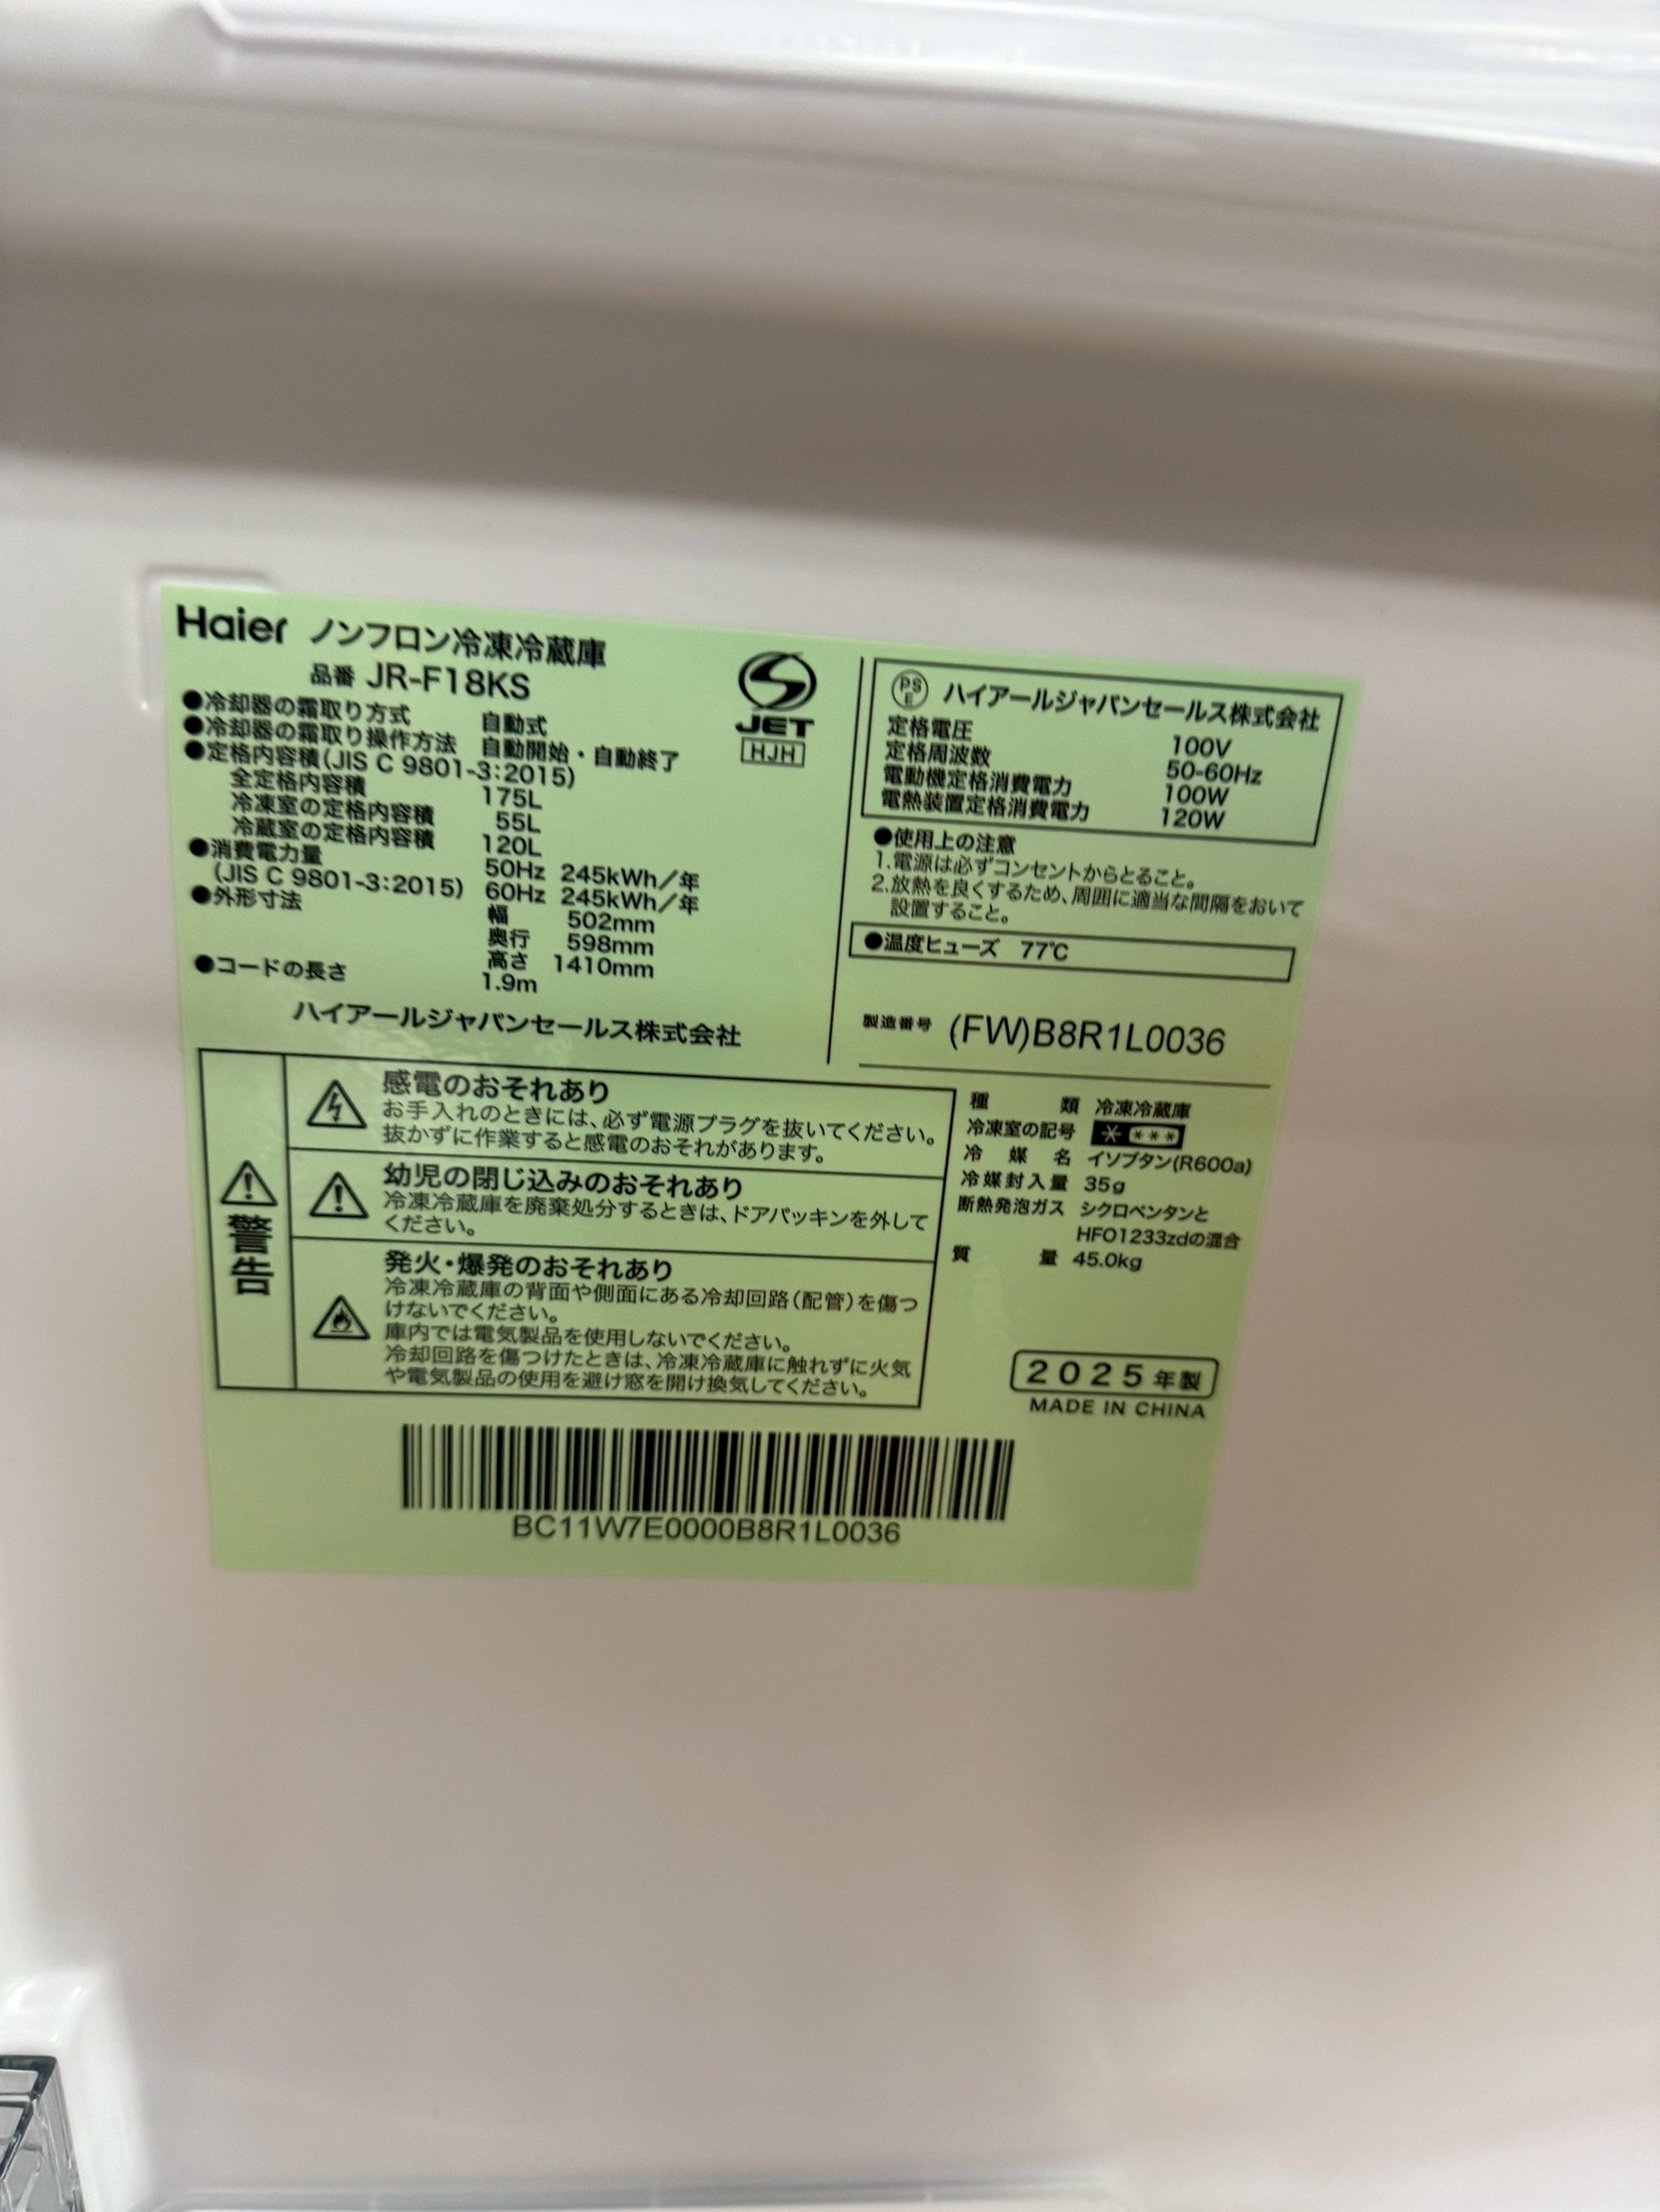 Haier ノンフロン冷凍冷蔵庫
品番 JR-F18KS
●冷却器の霜取り方式 自動式
●冷却器の霜取り操作方法 自動開始・自動終了
●定格内容積(JIS C 9801-3:2015)
全定格内容積 175L
冷凍室の定格内容積 55L
冷蔵室の定格内容積 120L
●消費電力量 50Hz 245kWh/年
(JIS C 9801-3:2015) 60Hz 245kWh/年
●外形寸法 幅 502mm
奥行 598mm
高さ 1410mm
●コードの長さ 1.9m
ハイアールジャパンセールス株式会社
JET
HJH
PS
E
ハイアールジャパンセールス株式会社
定格電圧 100V
定格周波数 50-60Hz
電動機定格消費電力 100W
電熱装置定格消費電力 120W
●使用上の注意
1.電源は必ずコンセントからとること。
2.放熱を良くするため、周囲に適当な間隔をおいて
設置すること。
●温度ヒューズ 77℃
製造番号 (FW)B8R1L0036
警告
感電のおそれあり
お手入れのときには、必ず電源プラグを抜いてください。
抜かずに作業すると感電のおそれがあります。
幼児の閉じ込みのおそれあり
冷凍冷蔵庫を廃棄処分するときは、ドアパッキンを外して
ください。
発火・爆発のおそれあり
冷凍冷蔵庫の背面や側面にある冷却回路(配管)を傷つ
けないでください。
庫内では電気製品を使用しないでください。
冷却回路を傷つけたときは、冷凍冷蔵庫に触れずに火気
や電気製品の使用を避け窓を開け換気してください。
種類 冷凍冷蔵庫
冷凍室の記号 * ***
冷媒名 イソブタン(R600a)
冷媒封入量 35g
断熱発泡ガス シクロペンタンと
HFO1233zdの混合
質量 45.0kg
2025年製
MADE IN CHINA
BC11W7E0000B8R1L0036